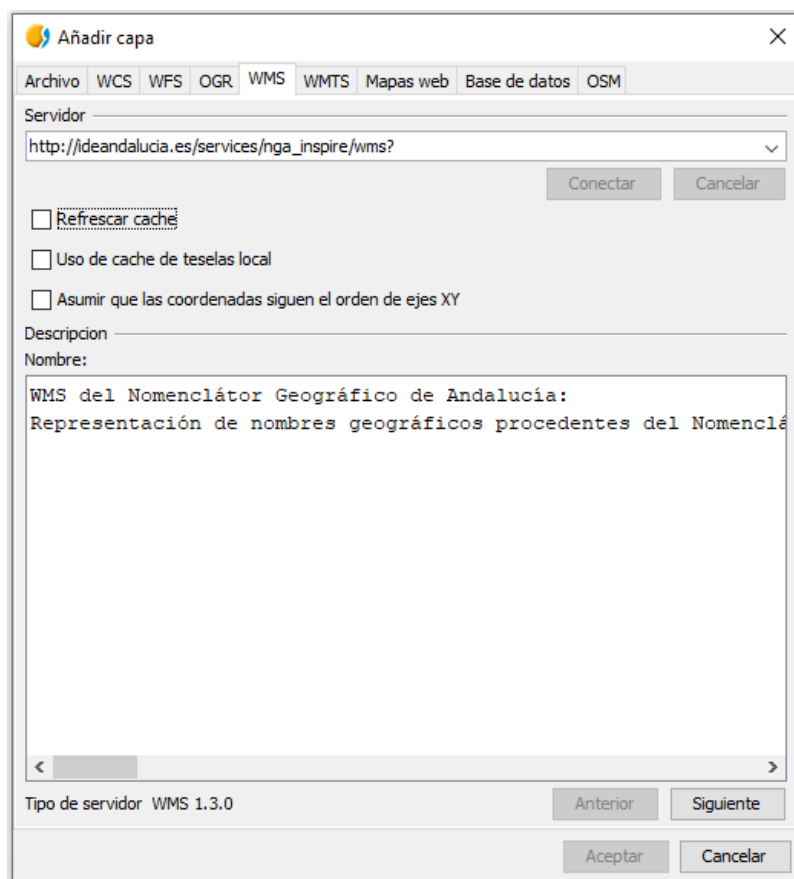 Añadir capa
Archivo WCS WFS OGR WMS WMTS Mapas web Base de datos OSM
Servidor
http://ideandalucia.es/services/nga_inspire/wms?
Conectar Cancelar
Refrescar cache
Uso de cache de teselas local
Asumir que las coordenadas siguen el orden de ejes XY
Descripcion
Nombre:
WMS del Nomenclátor Geográfico de Andalucía:
Representación de nombres geográficos procedentes del Nomenclá
Tipo de servidor WMS 1.3.0
Anterior Siguiente
Aceptar Cancelar